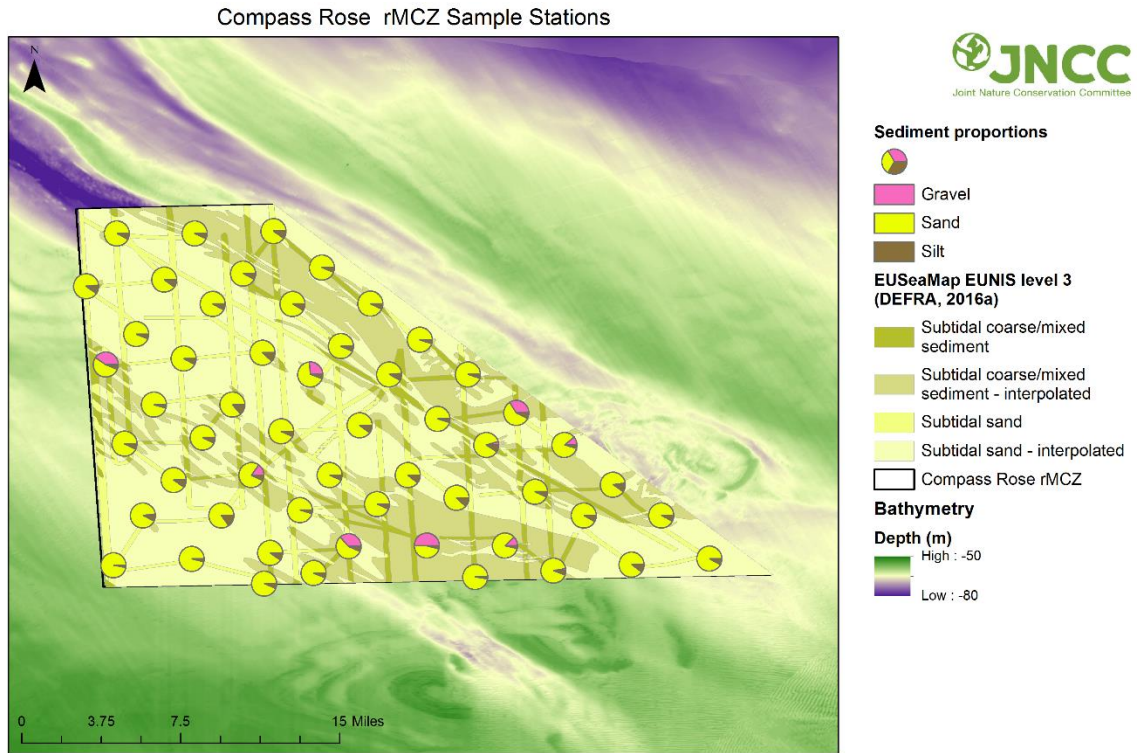 Compass Rose rMCZ Sample Stations
N
JNCC
Joint Nature Conservation Committee
Sediment proportions
Gravel
Sand
Silt
EUSeaMap EUNIS level 3
(DEFRA, 2016a)
Subtidal coarse/mixed
sediment
Subtidal coarse/mixed
sediment - interpolated
Subtidal sand
Subtidal sand - interpolated
Compass Rose rMCZ
Bathymetry
Depth (m)
High : -50
Low : -80
0 3.75 7.5 15 Miles